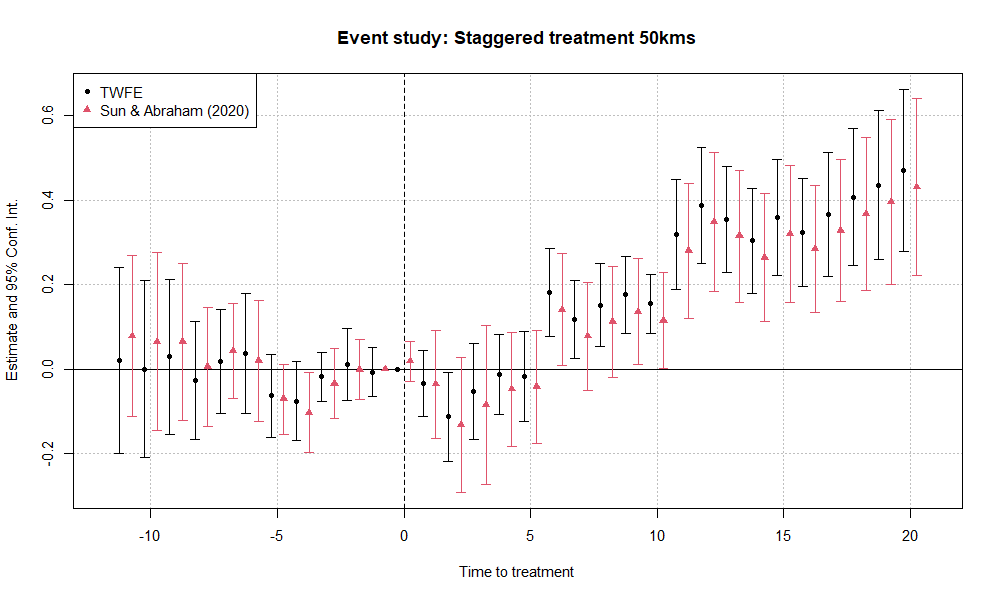 Event study: Staggered treatment 50kms
TWFE
Sun & Abraham (2020)
Estimate and 95% Conf. Int.
0.6
0.4
0.2
0.0
-0.2
-10 -5 0 5 10 15 20
Time to treatment